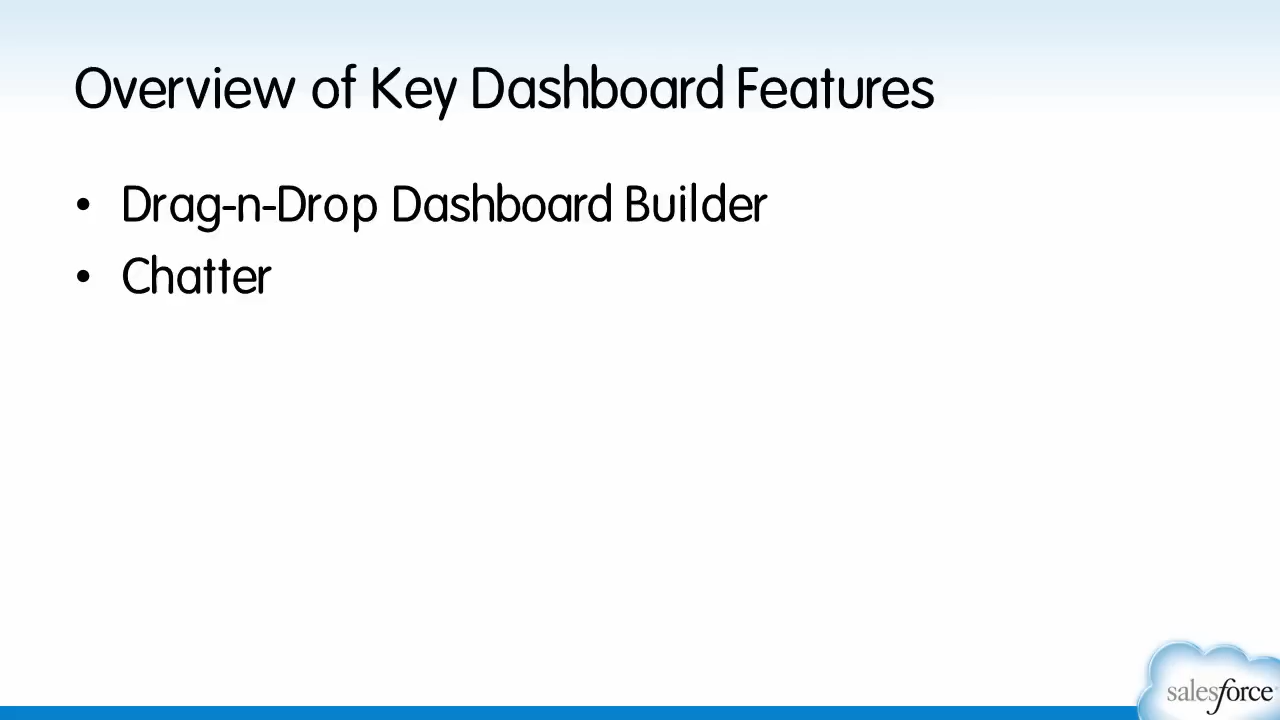 Overview of Key Dashboard Features
• Drag-n-Drop Dashboard Builder
• Chatter
salesforce